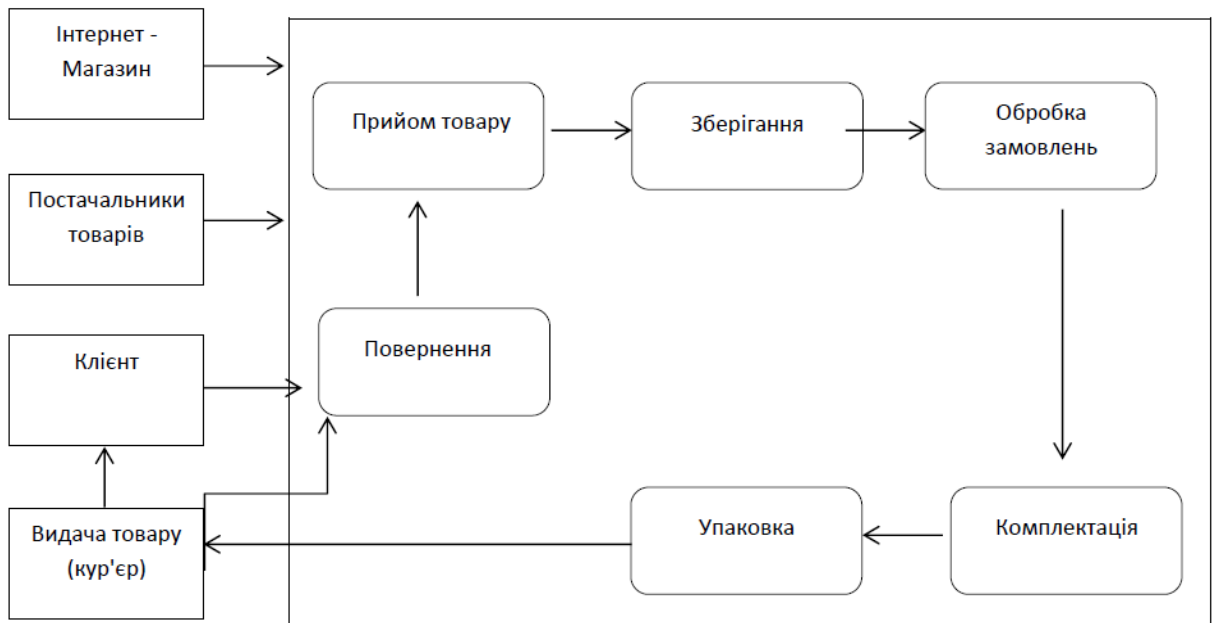 Інтернет -
Магазин
Прийом товару
Зберігання
Обробка
замовлень
Постачальники
товарів
Повернення
Клієнт
Видача товару
(кур'єр)
Упаковка
Комплектація